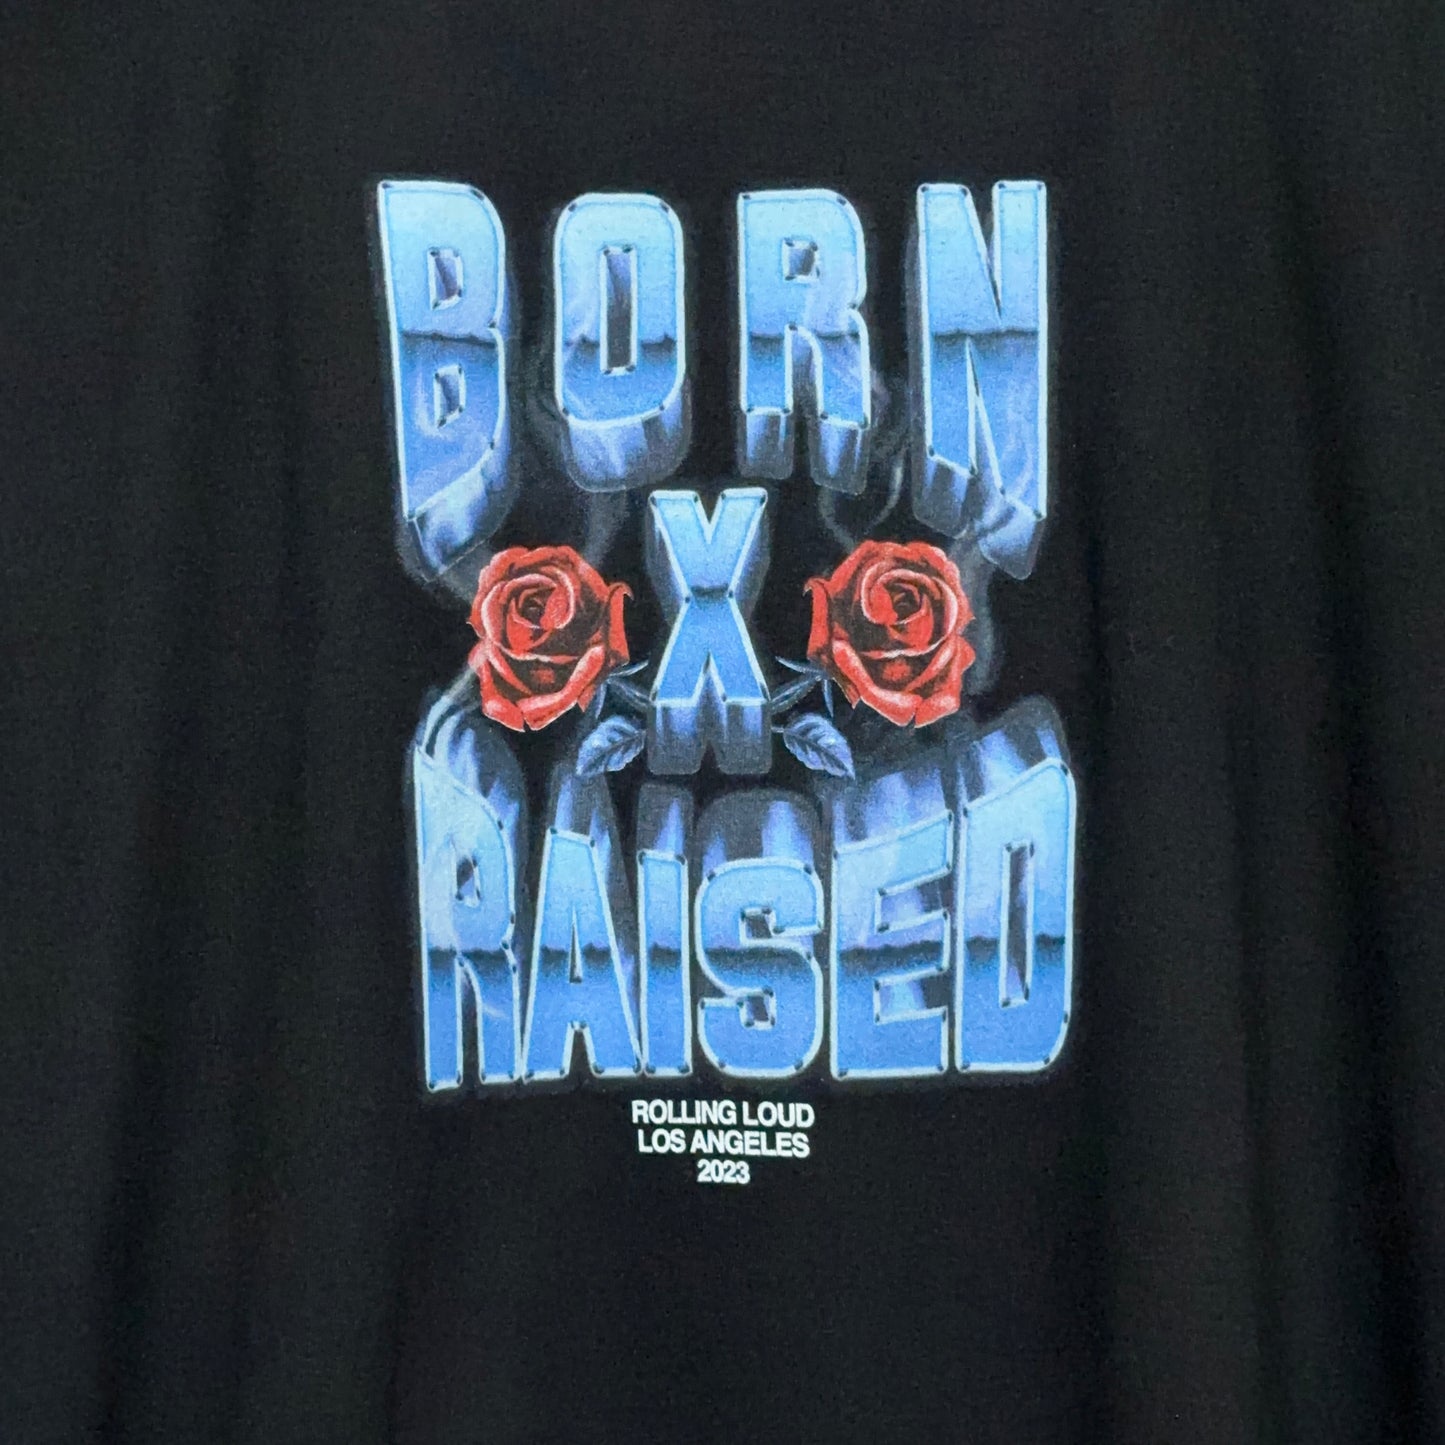 BORN
X
RAISED
ROLLING LOUD
LOS ANGELES
2023